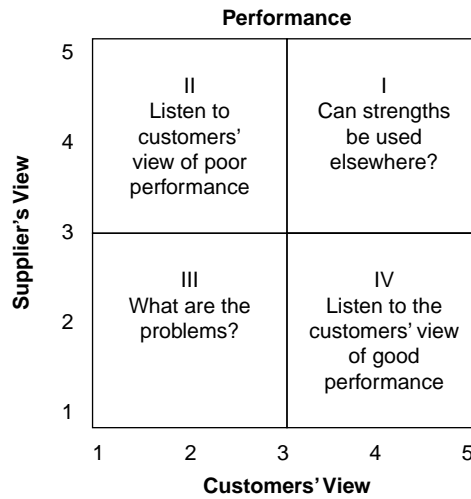 Performance
5
4
3
2
1
Supplier's View
II
Listen to
customers'
view of poor
performance
I
Can strengths
be used
elsewhere?
III
What are the
problems?
IV
Listen to the
customers' view
of good
performance
1 2 3 4 5
Customers' View